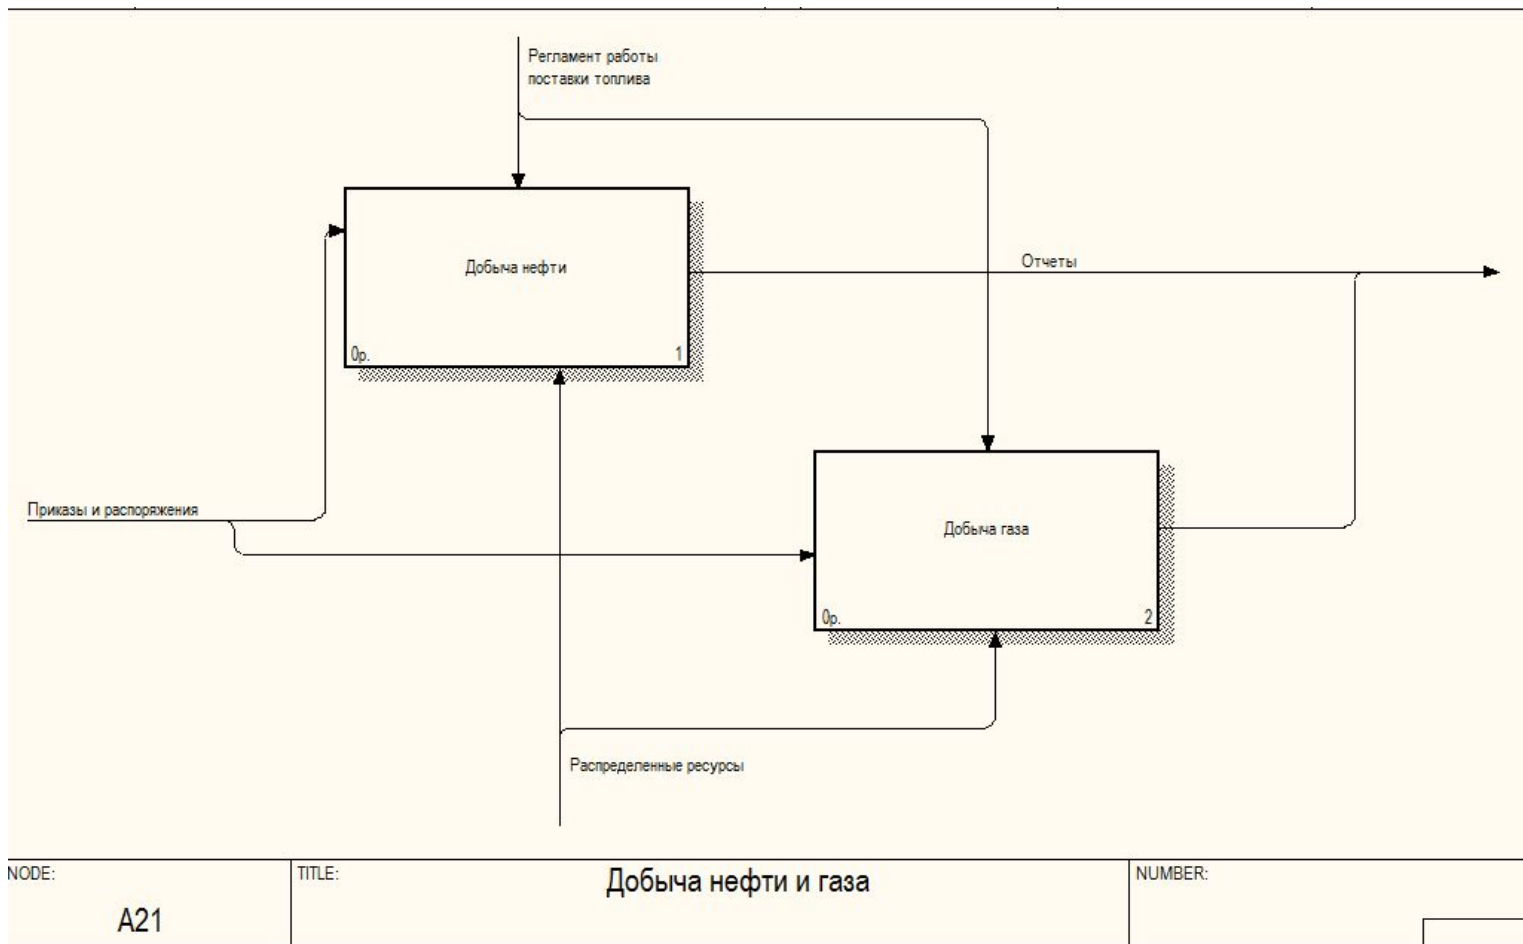 Регламент работы
поставки топлива
Добыча нефти
0р.
1
Отчеты
Приказы и распоряжения
Добыча газа
0р.
2
Распределенные ресурсы
NODE:
A21
TITLE:
Добыча нефти и газа
NUMBER: